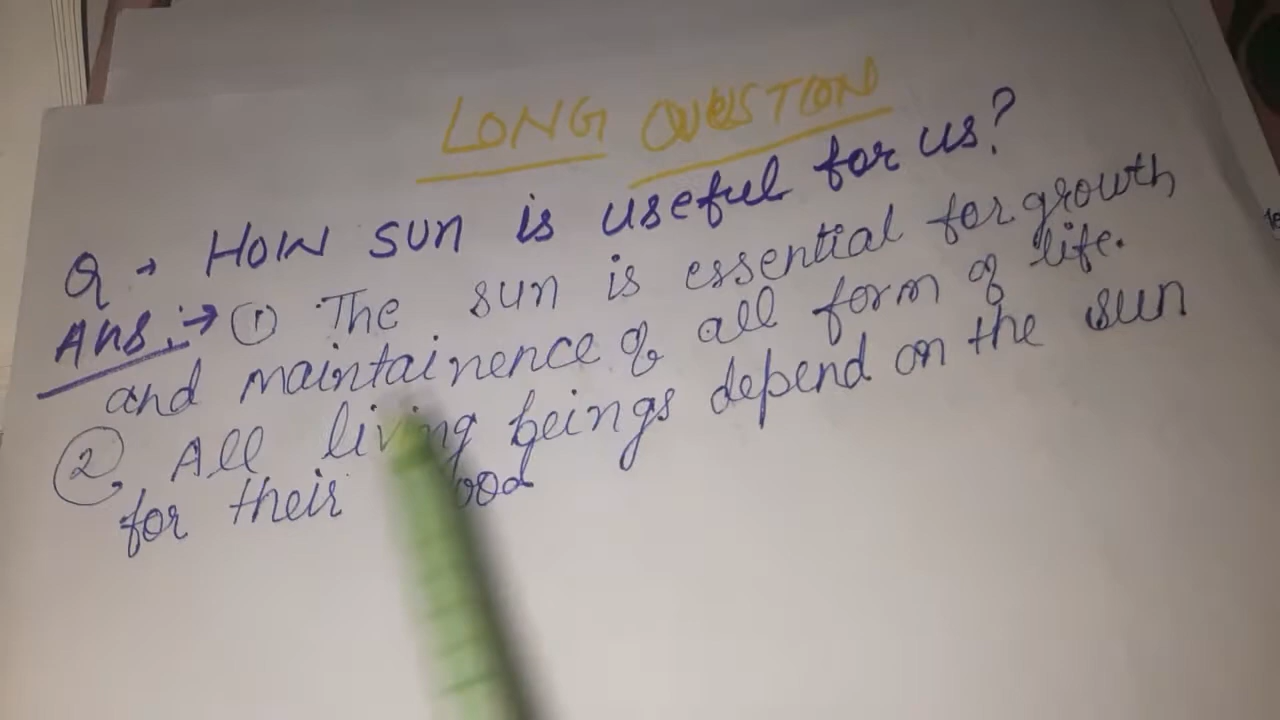 LONG QUESTION
Q → HOW SUN is useful for us?
Ans:→ ① The sun is essential for growth
and maintainence of all form of life.
②. All living beings depend on the sun
for their